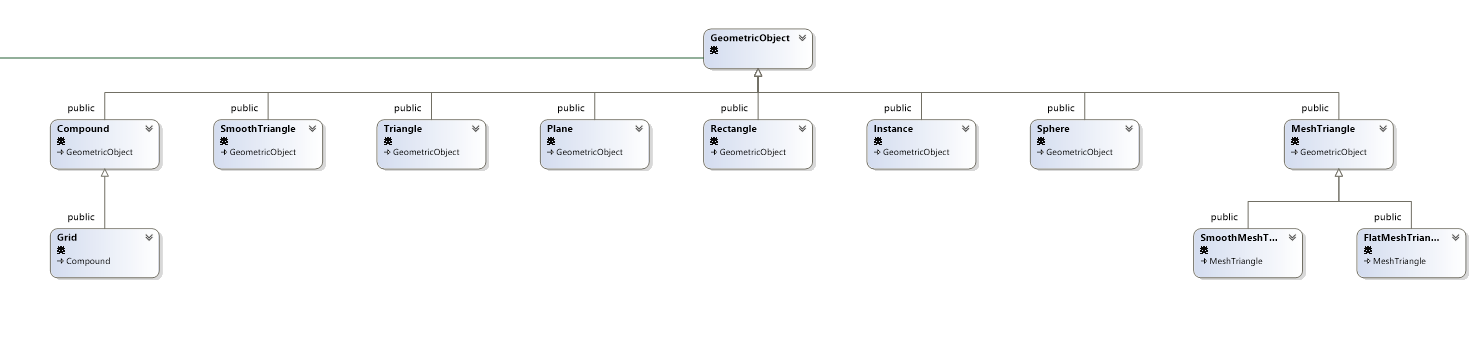 GeometricObject
类
public
public
public
public
public
public
public
public
Compound
类
GeometricObject
SmoothTriangle
类
GeometricObject
Triangle
类
GeometricObject
Plane
类
GeometricObject
Rectangle
类
GeometricObject
Instance
类
GeometricObject
Sphere
类
GeometricObject
MeshTriangle
类
GeometricObject
public
public
public
Grid
类
Compound
SmoothMeshT...
类
MeshTriangle
FlatMeshTrian...
类
MeshTriangle